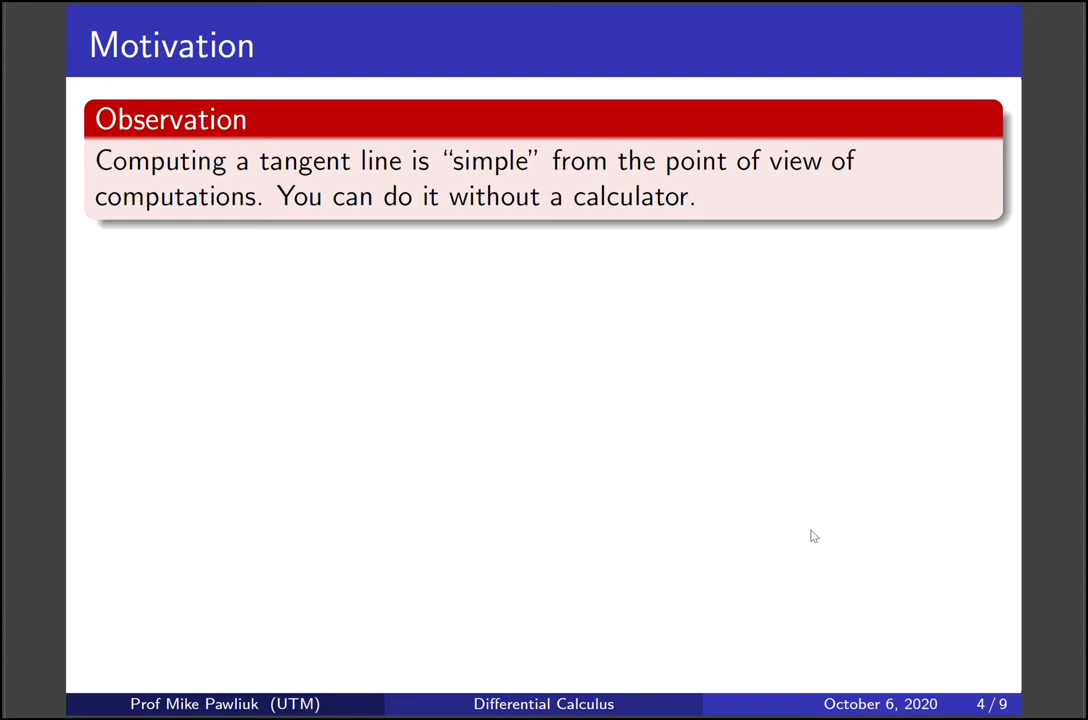 Motivation
Observation
Computing a tangent line is “simple” from the point of view of
computations. You can do it without a calculator.
Prof Mike Pawliuk (UTM)
Differential Calculus
October 6, 2020
4 / 9